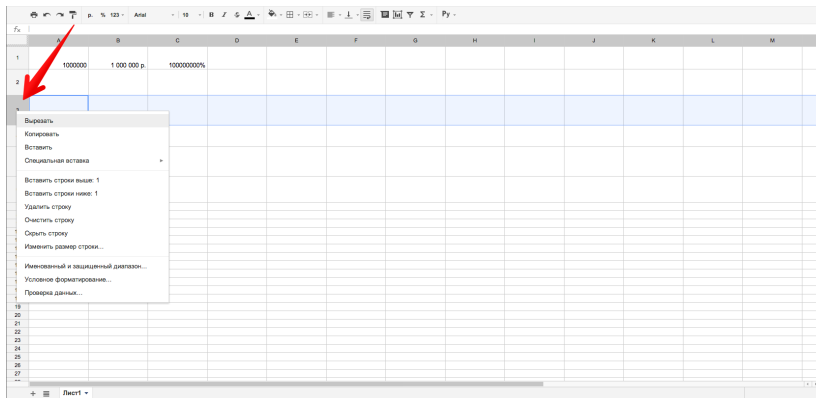 р. % 123 Arial 10 B I S A Σ Ру
fx
A B C D E F G H I J K L M
1 1000000 1 000 000 р. 100000000%
2
3
Вырезать
Копировать
Вставить
Специальная вставка
Вставить строки выше: 1
Вставить строки ниже: 1
Удалить строку
Очистить строку
Скрыть строку
Изменить размер строки...
Именованный и защищенный диапазон...
Условное форматирование...
Проверка данных...
19
20
21
22
23
24
25
26
27
Лист1